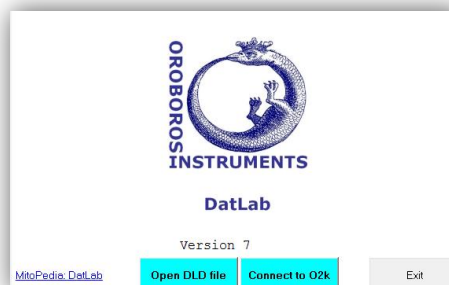 OROBOROS
INSTRUMENTS
DatLab
Version 7
MitoPedia: DatLab
Open DLD file
Connect to O2k
Exit